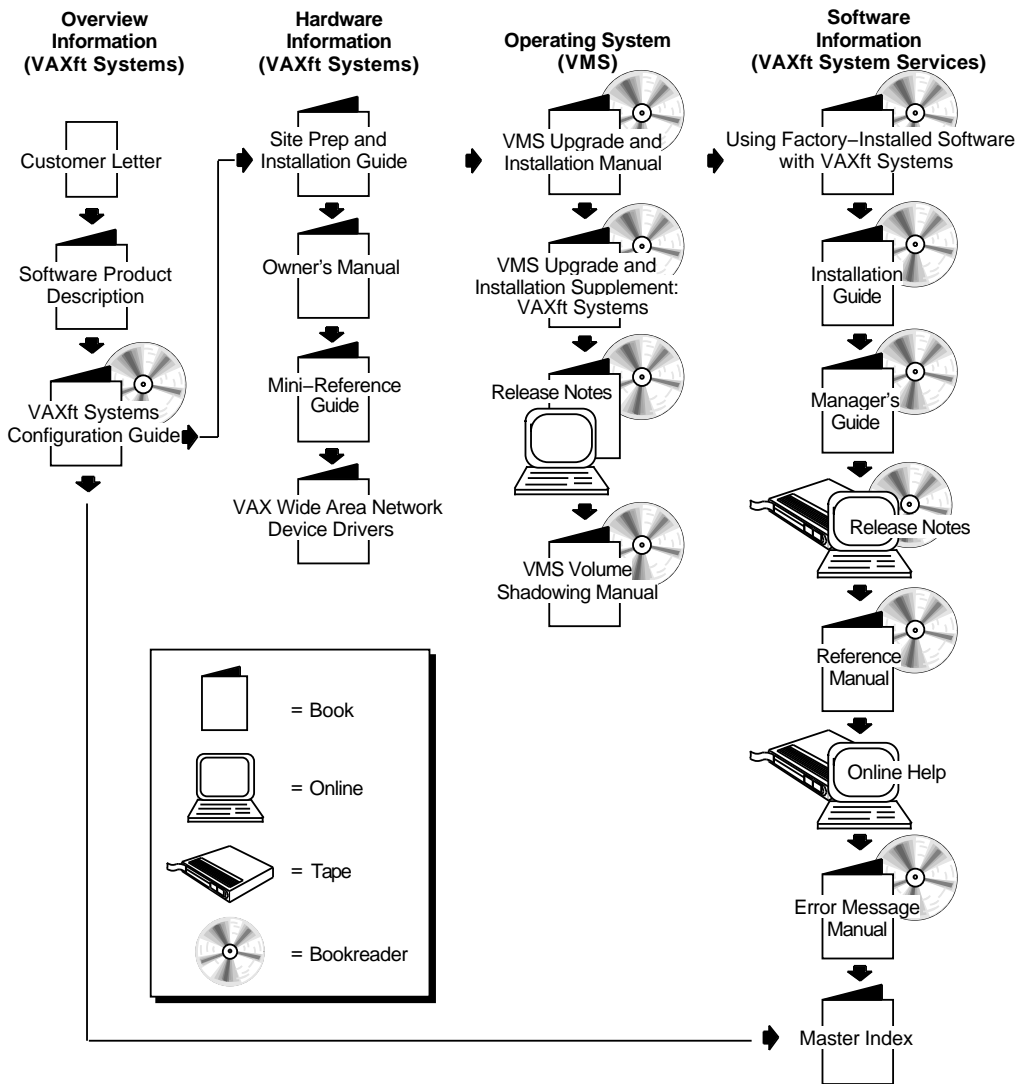 Overview
Information
(VAXft Systems)
Customer Letter
Software Product
Description
VAXft Systems
Configuration Guide
Hardware
Information
(VAXft Systems)
Site Prep and
Installation Guide
Owner's Manual
Mini–Reference
Guide
VAX Wide Area Network
Device Drivers
Operating System
(VMS)
VMS Upgrade and
Installation Manual
VMS Upgrade and
Installation Supplement:
VAXft Systems
Release Notes
VMS Volume
Shadowing Manual
Software
Information
(VAXft System Services)
Using Factory–Installed Software
with VAXft Systems
Installation
Guide
Manager's
Guide
Release Notes
Reference
Manual
Online Help
Error Message
Manual
Master Index
= Book
= Online
= Tape
= Bookreader